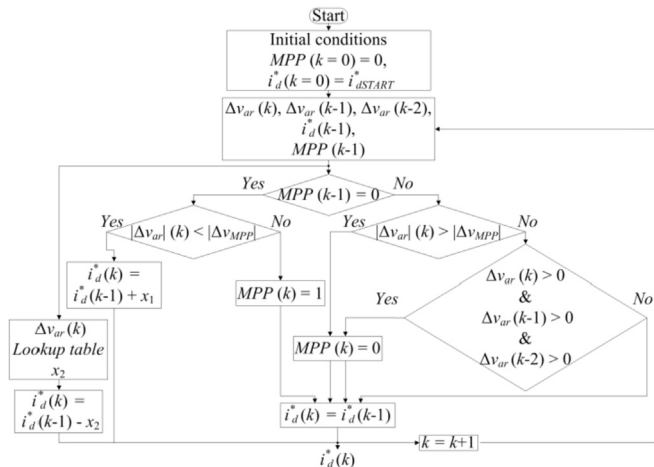 Start
Initial conditions
MPP (k = 0) = 0,
i*d (k = 0) = i*dSTART
Δvar (k), Δvar (k-1), Δvar (k-2),
i*d (k-1),
MPP (k-1)
Yes
MPP (k-1) = 0
No
Yes
|Δvar| (k) < |ΔvMPP|
No
Yes
|Δvar| (k) > |ΔvMPP|
No
i*d (k) =
i*d (k-1) + x1
MPP (k) = 1
Yes
Δvar (k) > 0
&
Δvar (k-1) > 0
&
Δvar (k-2) > 0
No
Δvar (k)
Lookup table
x2
MPP (k) = 0
i*d (k) =
i*d (k-1) - x2
i*d (k) = i*d (k-1)
k = k+1
i*d (k)